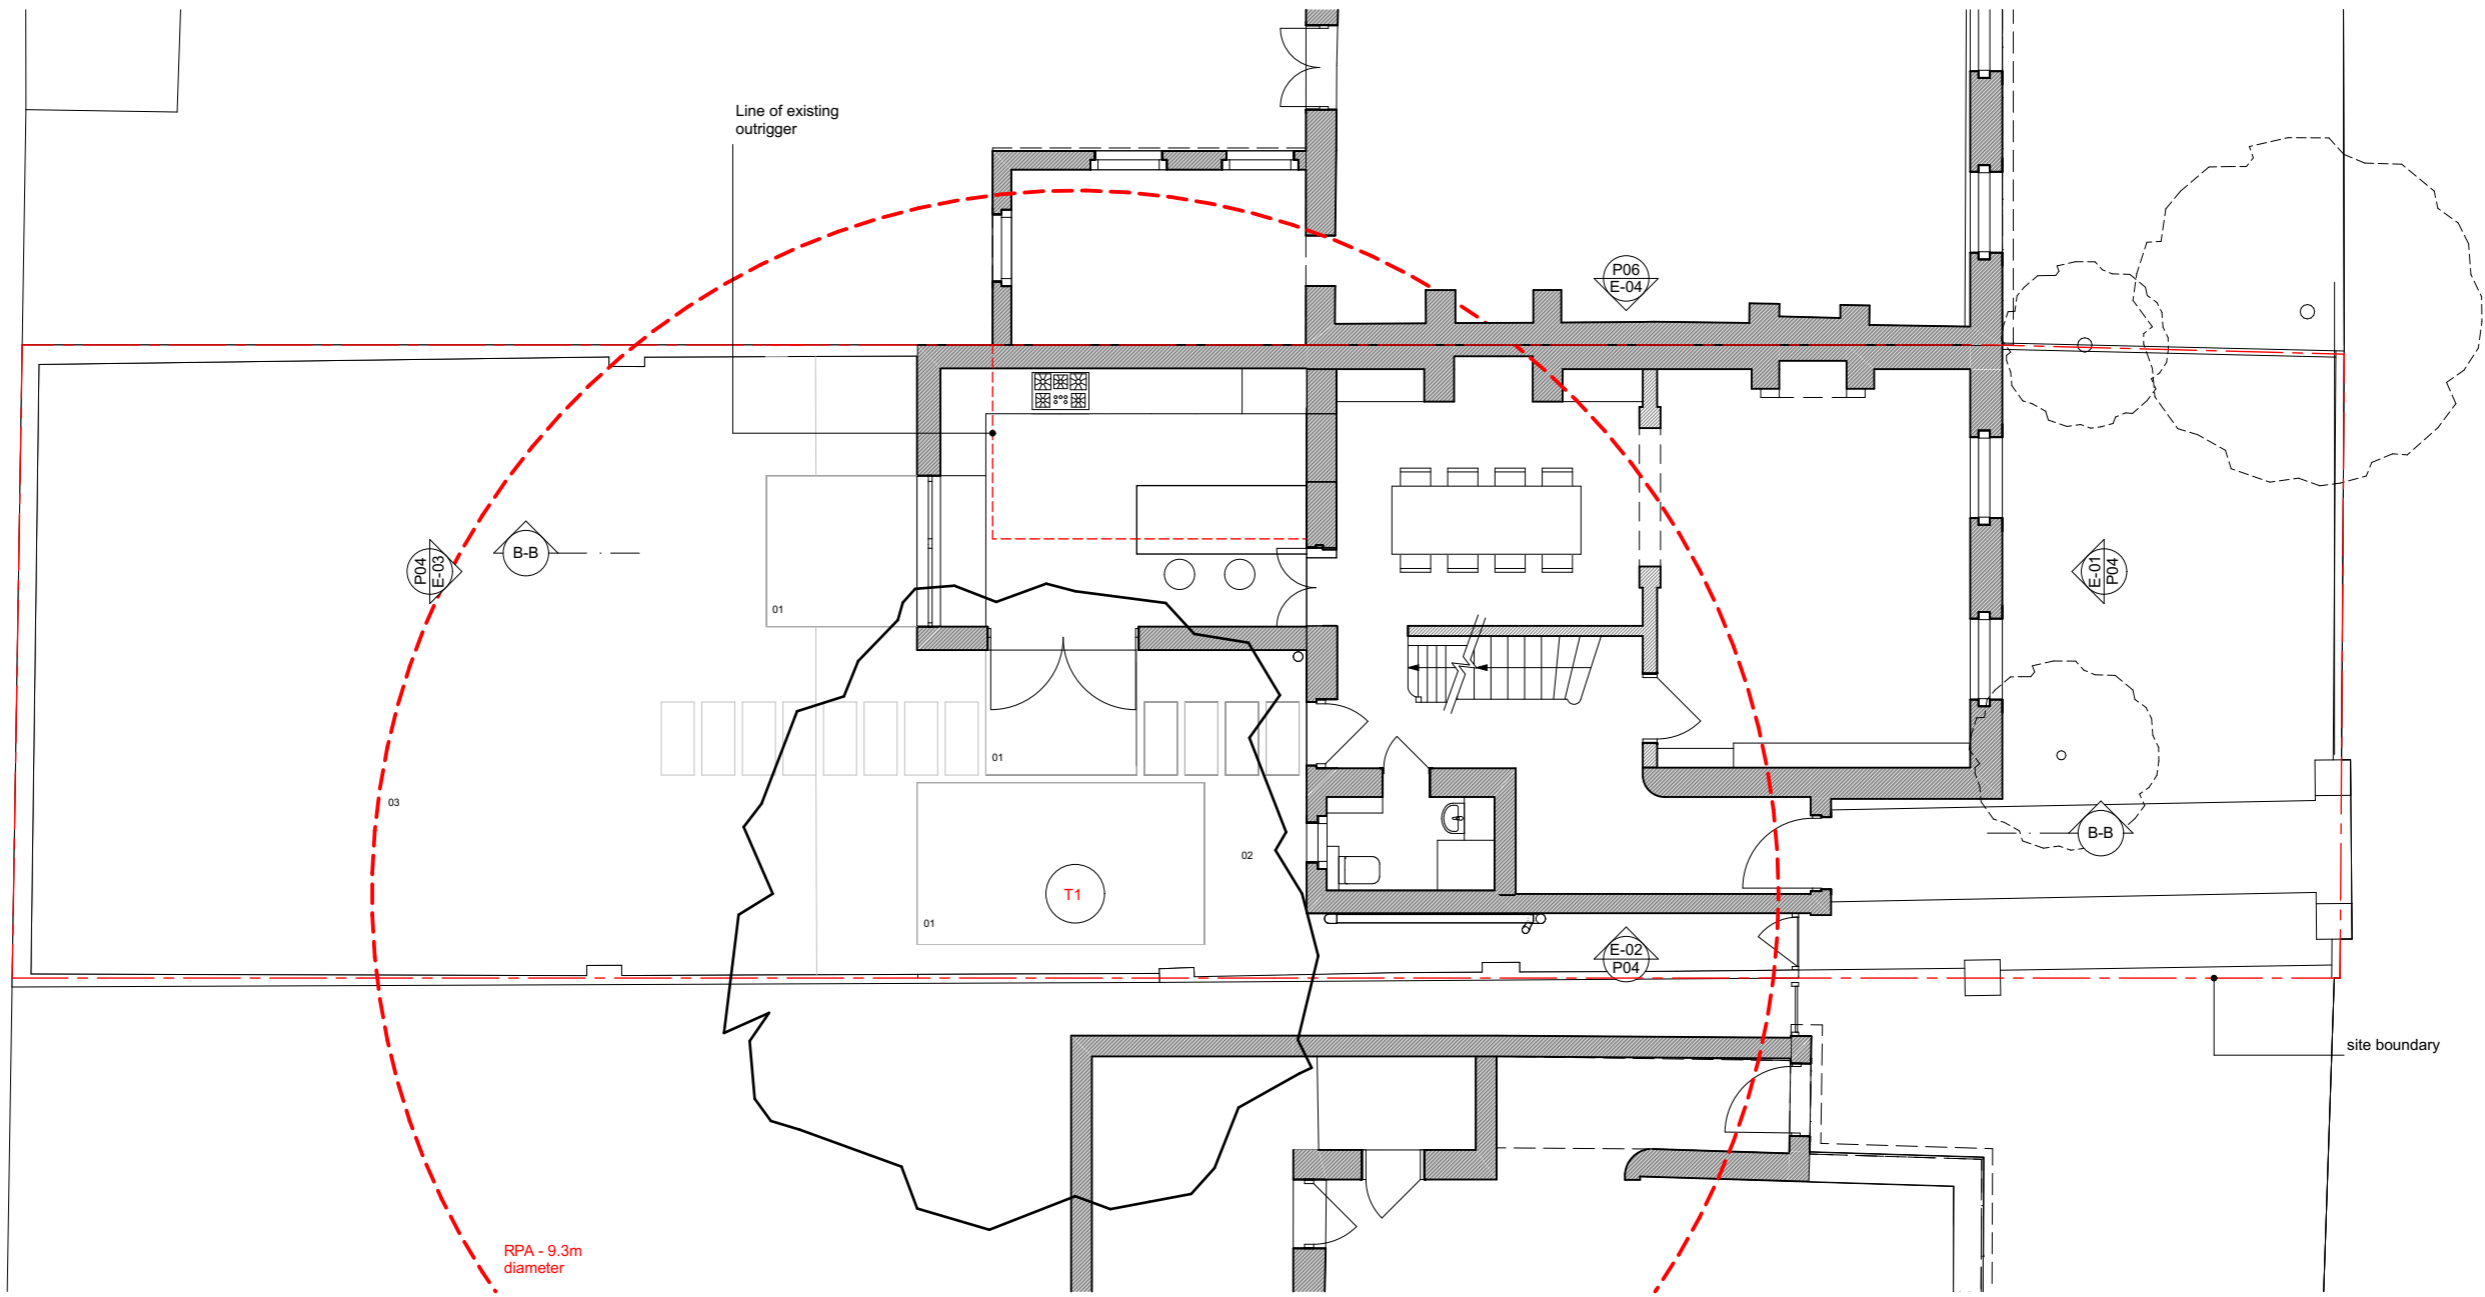 Line of existing
outrigger
P06
E-04
P04
E-03
B-B
E-01
P04
01
01
03
02
T1
01
B-B
E-02
P04
site boundary
RPA - 9.3m
diameter